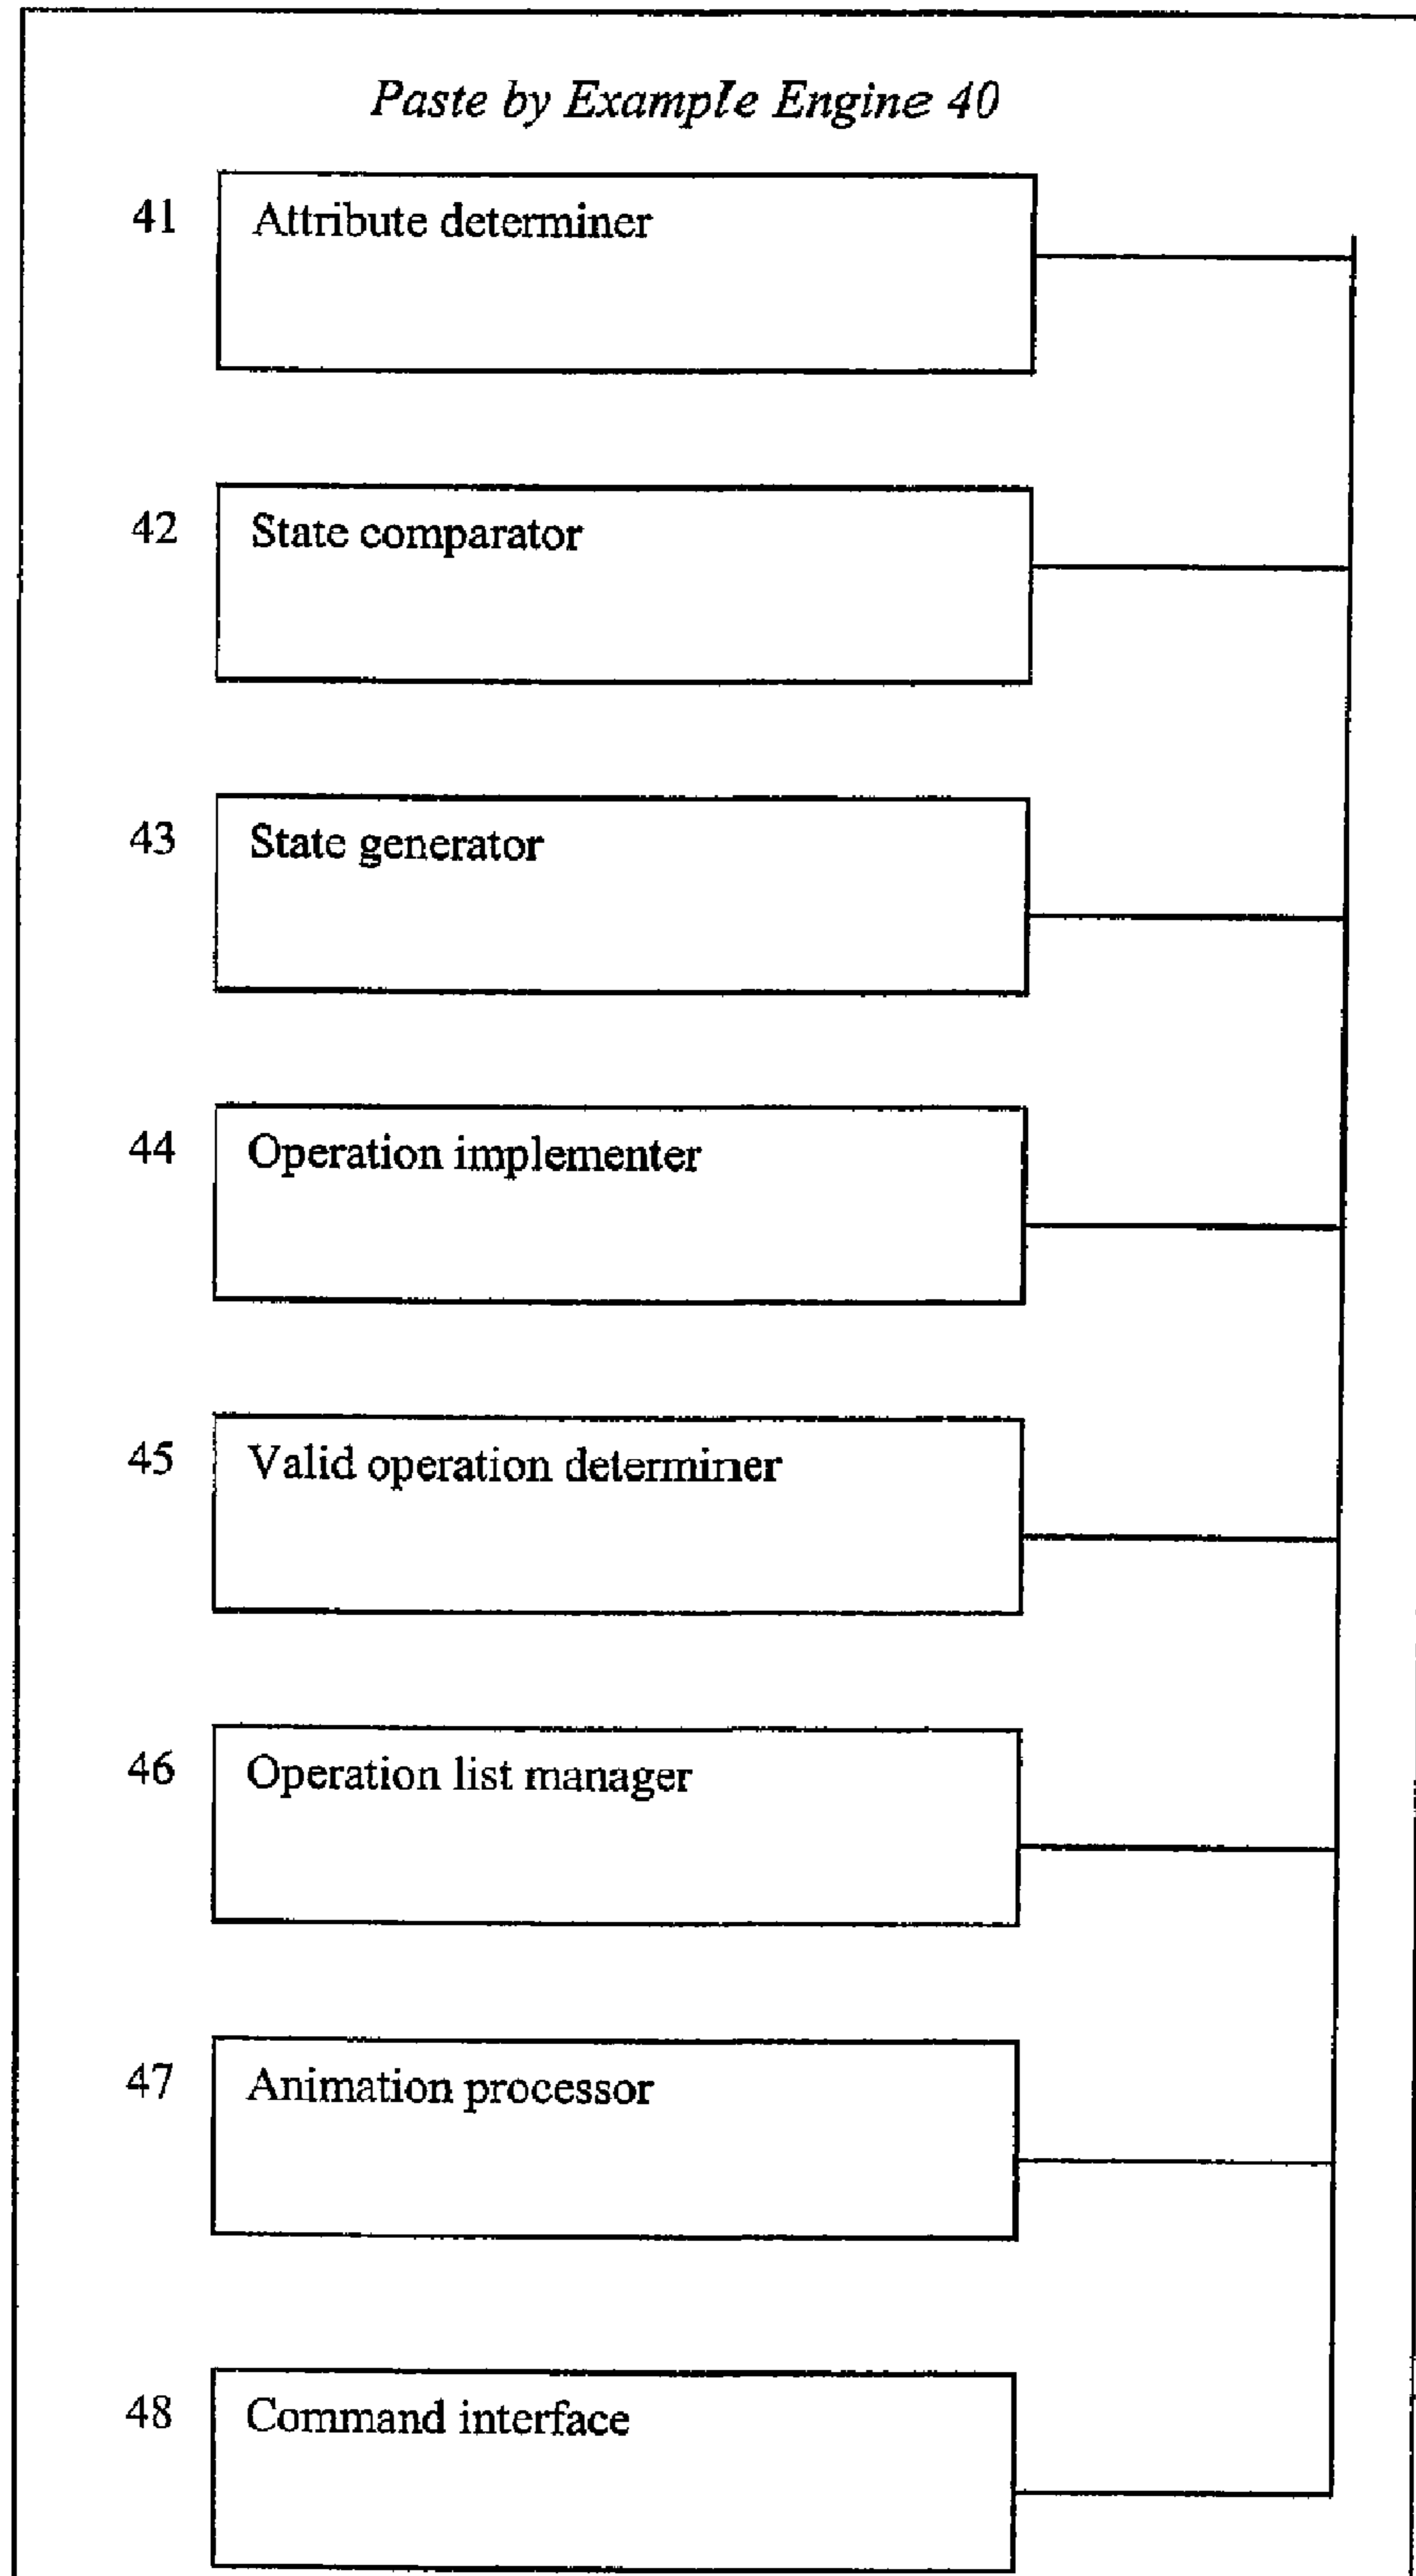 Paste by Example Engine 40
41 Attribute determiner
42 State comparator
43 State generator
44 Operation implementer
45 Valid operation determiner
46 Operation list manager
47 Animation processor
48 Command interface